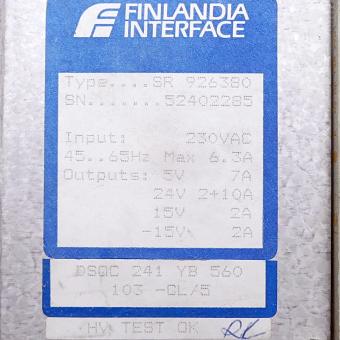 FINLANDIA
INTERFACE
Type....SR 926380
SN........52402285
Input: 230VAC
45..65Hz Max 6.3A
Outputs: 5V 7A
24V 2+10A
15V 2A
-15V 2A
DSQC 241 YB 560
103 -CL/5
HV TEST OK